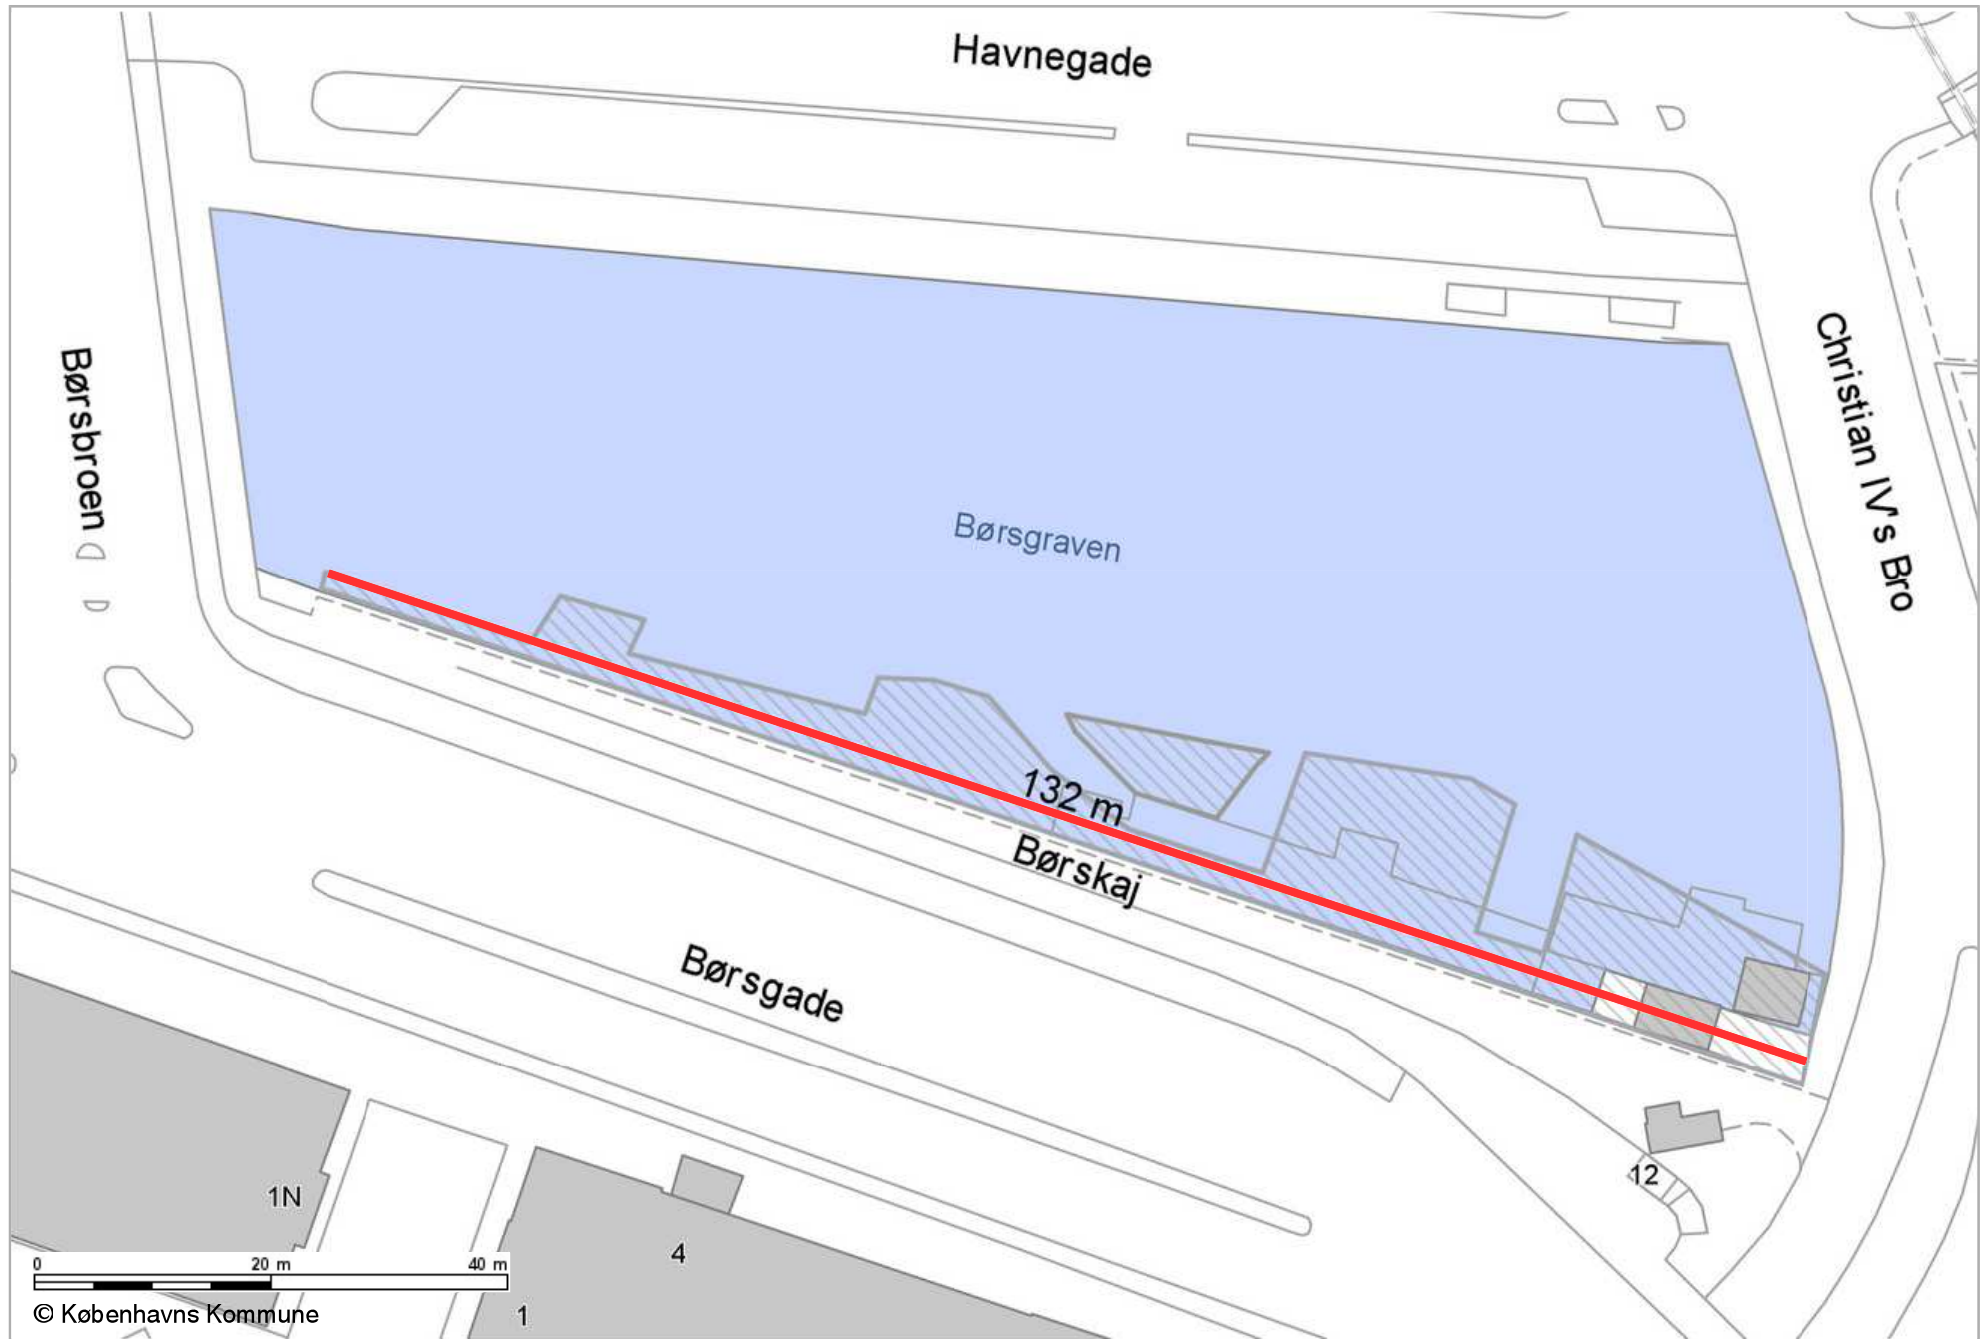 Havnegade
Børsbroen
Christian IV's Bro
Børsgraven
132 m
Børskaj
Børsgade
12
1N
4
1
0 20 m 40 m
© Københavns Kommune